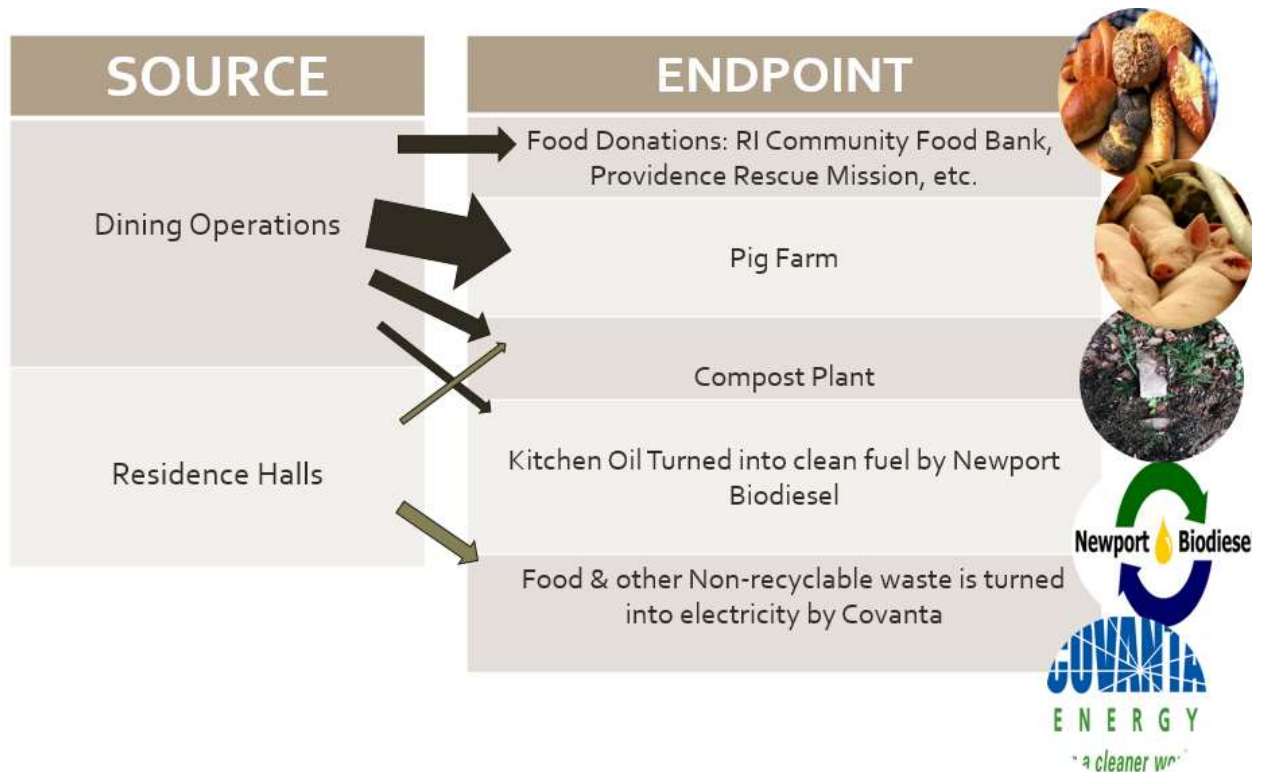 SOURCE
ENDPOINT
Dining Operations
Residence Halls
Food Donations: RI Community Food Bank,
Providence Rescue Mission, etc.
Pig Farm
Compost Plant
Kitchen Oil Turned into clean fuel by Newport
Biodiesel
Food & other Non-recyclable waste is turned
into electricity by Covanta
Newport Biodiese
COVANTA
ENERGY
a cleaner